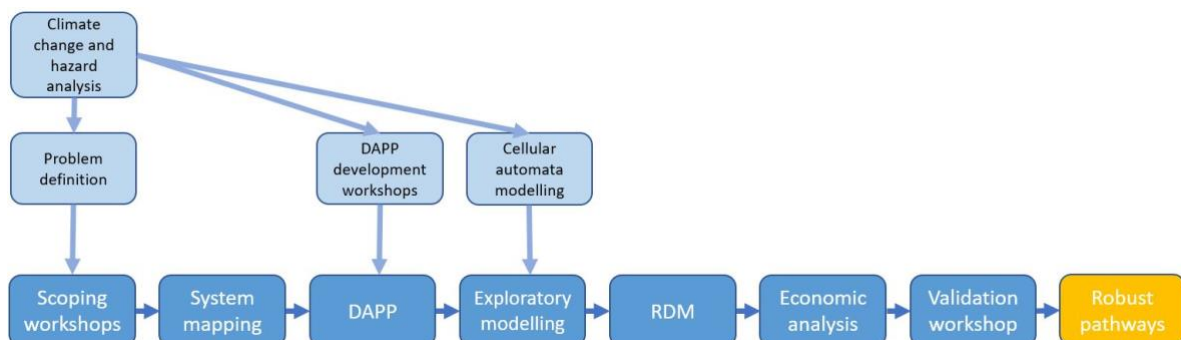 Climate
change and
hazard
analysis
Problem
definition
DAPP
development
workshops
Cellular
automata
modelling
Scoping
workshops
System
mapping
DAPP
Exploratory
modelling
RDM
Economic
analysis
Validation
workshop
Robust
pathways